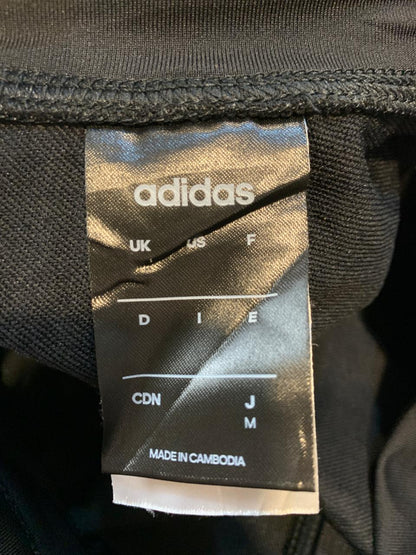 adidas
UK US F
D I E
CDN J
M
MADE IN CAMBODIA